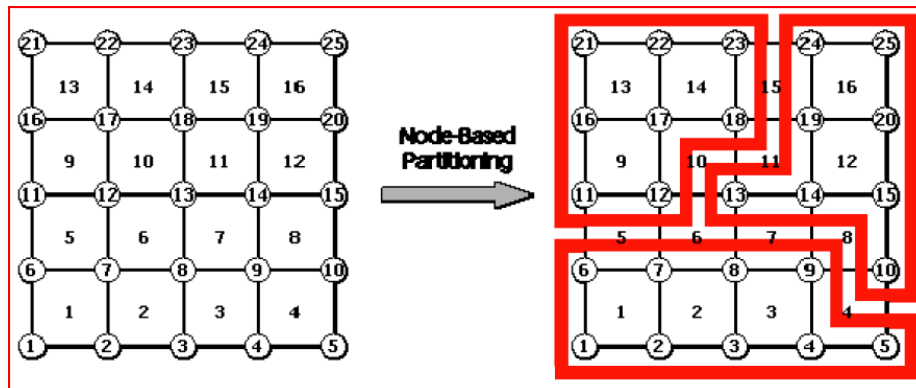 21 22 23 24 25 21 22 23 24 25
13 14 15 16 13 14 15 16
16 17 18 19 20 16 17 18 19 20
Node-Based
Partitioning
9 10 11 12 9 10 11 12
11 12 13 14 15 11 12 13 14 15
5 6 7 8 5 6 7 8
6 7 8 9 10 6 7 8 9 10
1 2 3 4 1 2 3 4
1 2 3 4 5 1 2 3 4 5